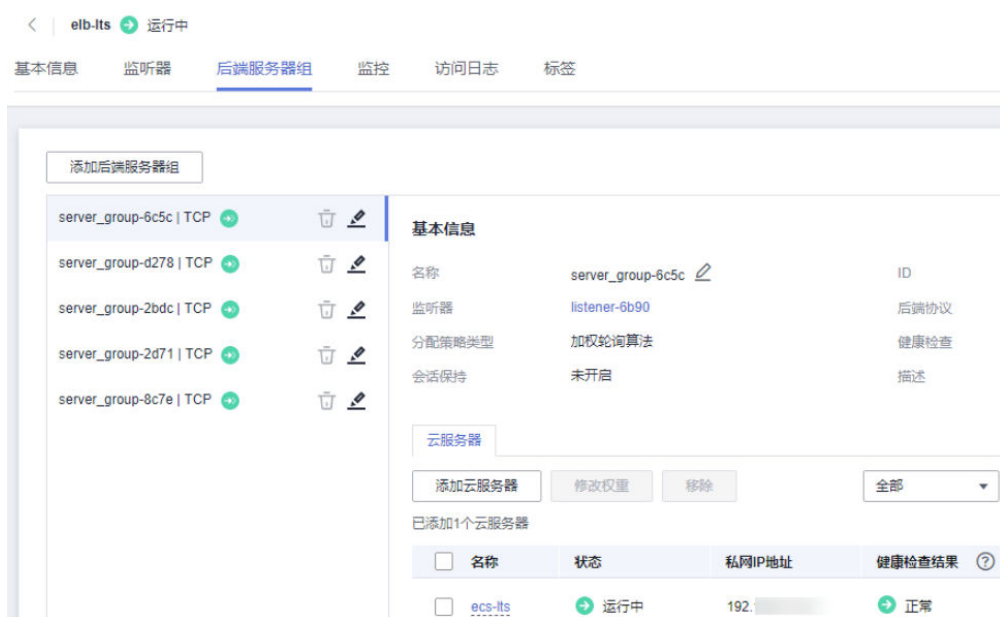 elb-lts 运行中
基本信息 监听器 后端服务器组 监控 访问日志 标签
添加后端服务器组
server_group-6c5c | TCP
server_group-d278 | TCP
server_group-2bdc | TCP
server_group-2d71 | TCP
server_group-8c7e | TCP
基本信息
名称 server_group-6c5c ID
监听器 listener-6b90 后端协议
分配策略类型 加权轮询算法 健康检查
会话保持 未开启 描述
云服务器
添加云服务器 修改权重 移除 全部
已添加1个云服务器
名称 状态 私网IP地址 健康检查结果 ?
ecs-lts 运行中 192. 正常